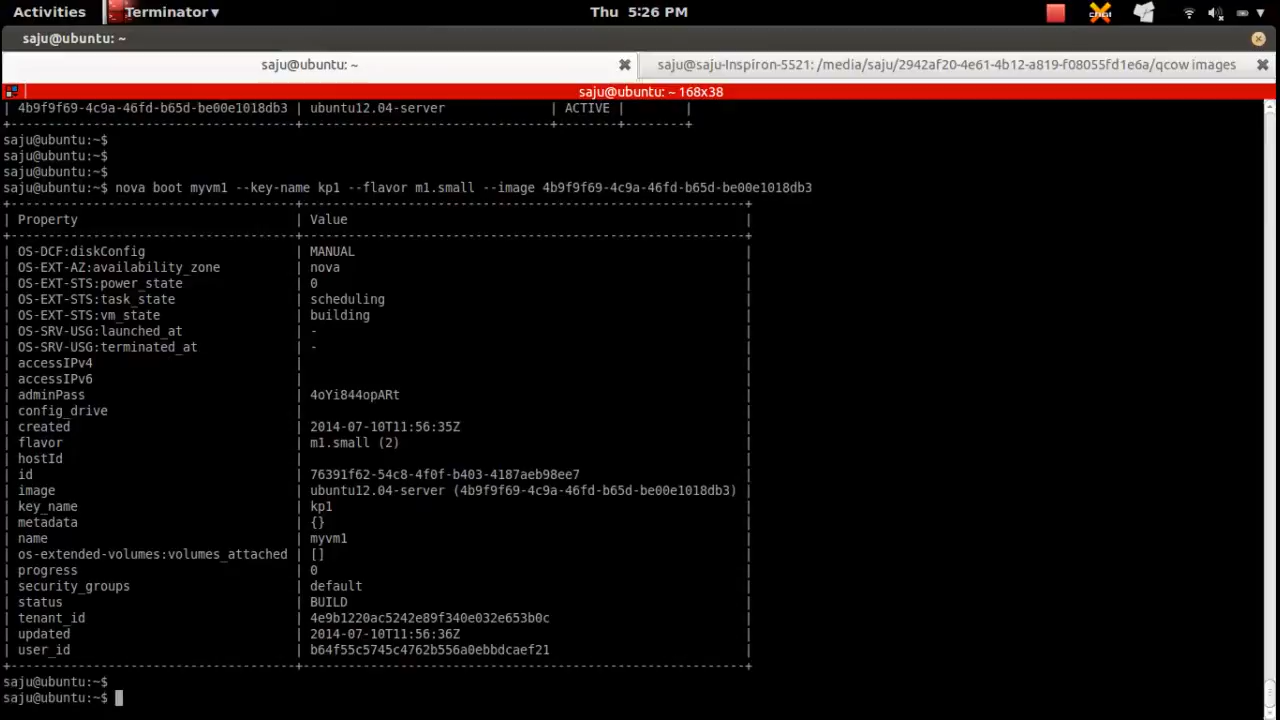 Activities Terminator▾ Thu 5:26 PM
saju@ubuntu: ~
saju@ubuntu: ~ saju@saju-Inspiron-5521: /media/saju/2942af20-4e61-4b12-a819-f08055fd1e6a/qcow images
saju@ubuntu: ~ 168x38
| 4b9f9f69-4c9a-46fd-b65d-be00e1018db3 | ubuntu12.04-server | ACTIVE | |
+--------------------------------------+--------------------------------+--------+--------+
saju@ubuntu:~$
saju@ubuntu:~$
saju@ubuntu:~$
saju@ubuntu:~$ nova boot myvm1 --key-name kp1 --flavor m1.small --image 4b9f9f69-4c9a-46fd-b65d-be00e1018db3
+--------------------------------------+-----------------------------------------------------------+
| Property | Value |
+--------------------------------------+-----------------------------------------------------------+
| OS-DCF:diskConfig | MANUAL |
| OS-EXT-AZ:availability_zone | nova |
| OS-EXT-STS:power_state | 0 |
| OS-EXT-STS:task_state | scheduling |
| OS-EXT-STS:vm_state | building |
| OS-SRV-USG:launched_at | - |
| OS-SRV-USG:terminated_at | - |
| accessIPv4 | |
| accessIPv6 | |
| adminPass | 4oYi844opARt |
| config_drive | |
| created | 2014-07-10T11:56:35Z |
| flavor | m1.small (2) |
| hostId | |
| id | 76391f62-54c8-4f0f-b403-4187aeb98ee7 |
| image | ubuntu12.04-server (4b9f9f69-4c9a-46fd-b65d-be00e1018db3) |
| key_name | kp1 |
| metadata | {} |
| name | myvm1 |
| os-extended-volumes:volumes_attached | [] |
| progress | 0 |
| security_groups | default |
| status | BUILD |
| tenant_id | 4e9b1220ac5242e89f340e032e653b0c |
| updated | 2014-07-10T11:56:36Z |
| user_id | b64f55c5745c4762b556a0ebbdcaef21 |
+--------------------------------------+-----------------------------------------------------------+
saju@ubuntu:~$
saju@ubuntu:~$